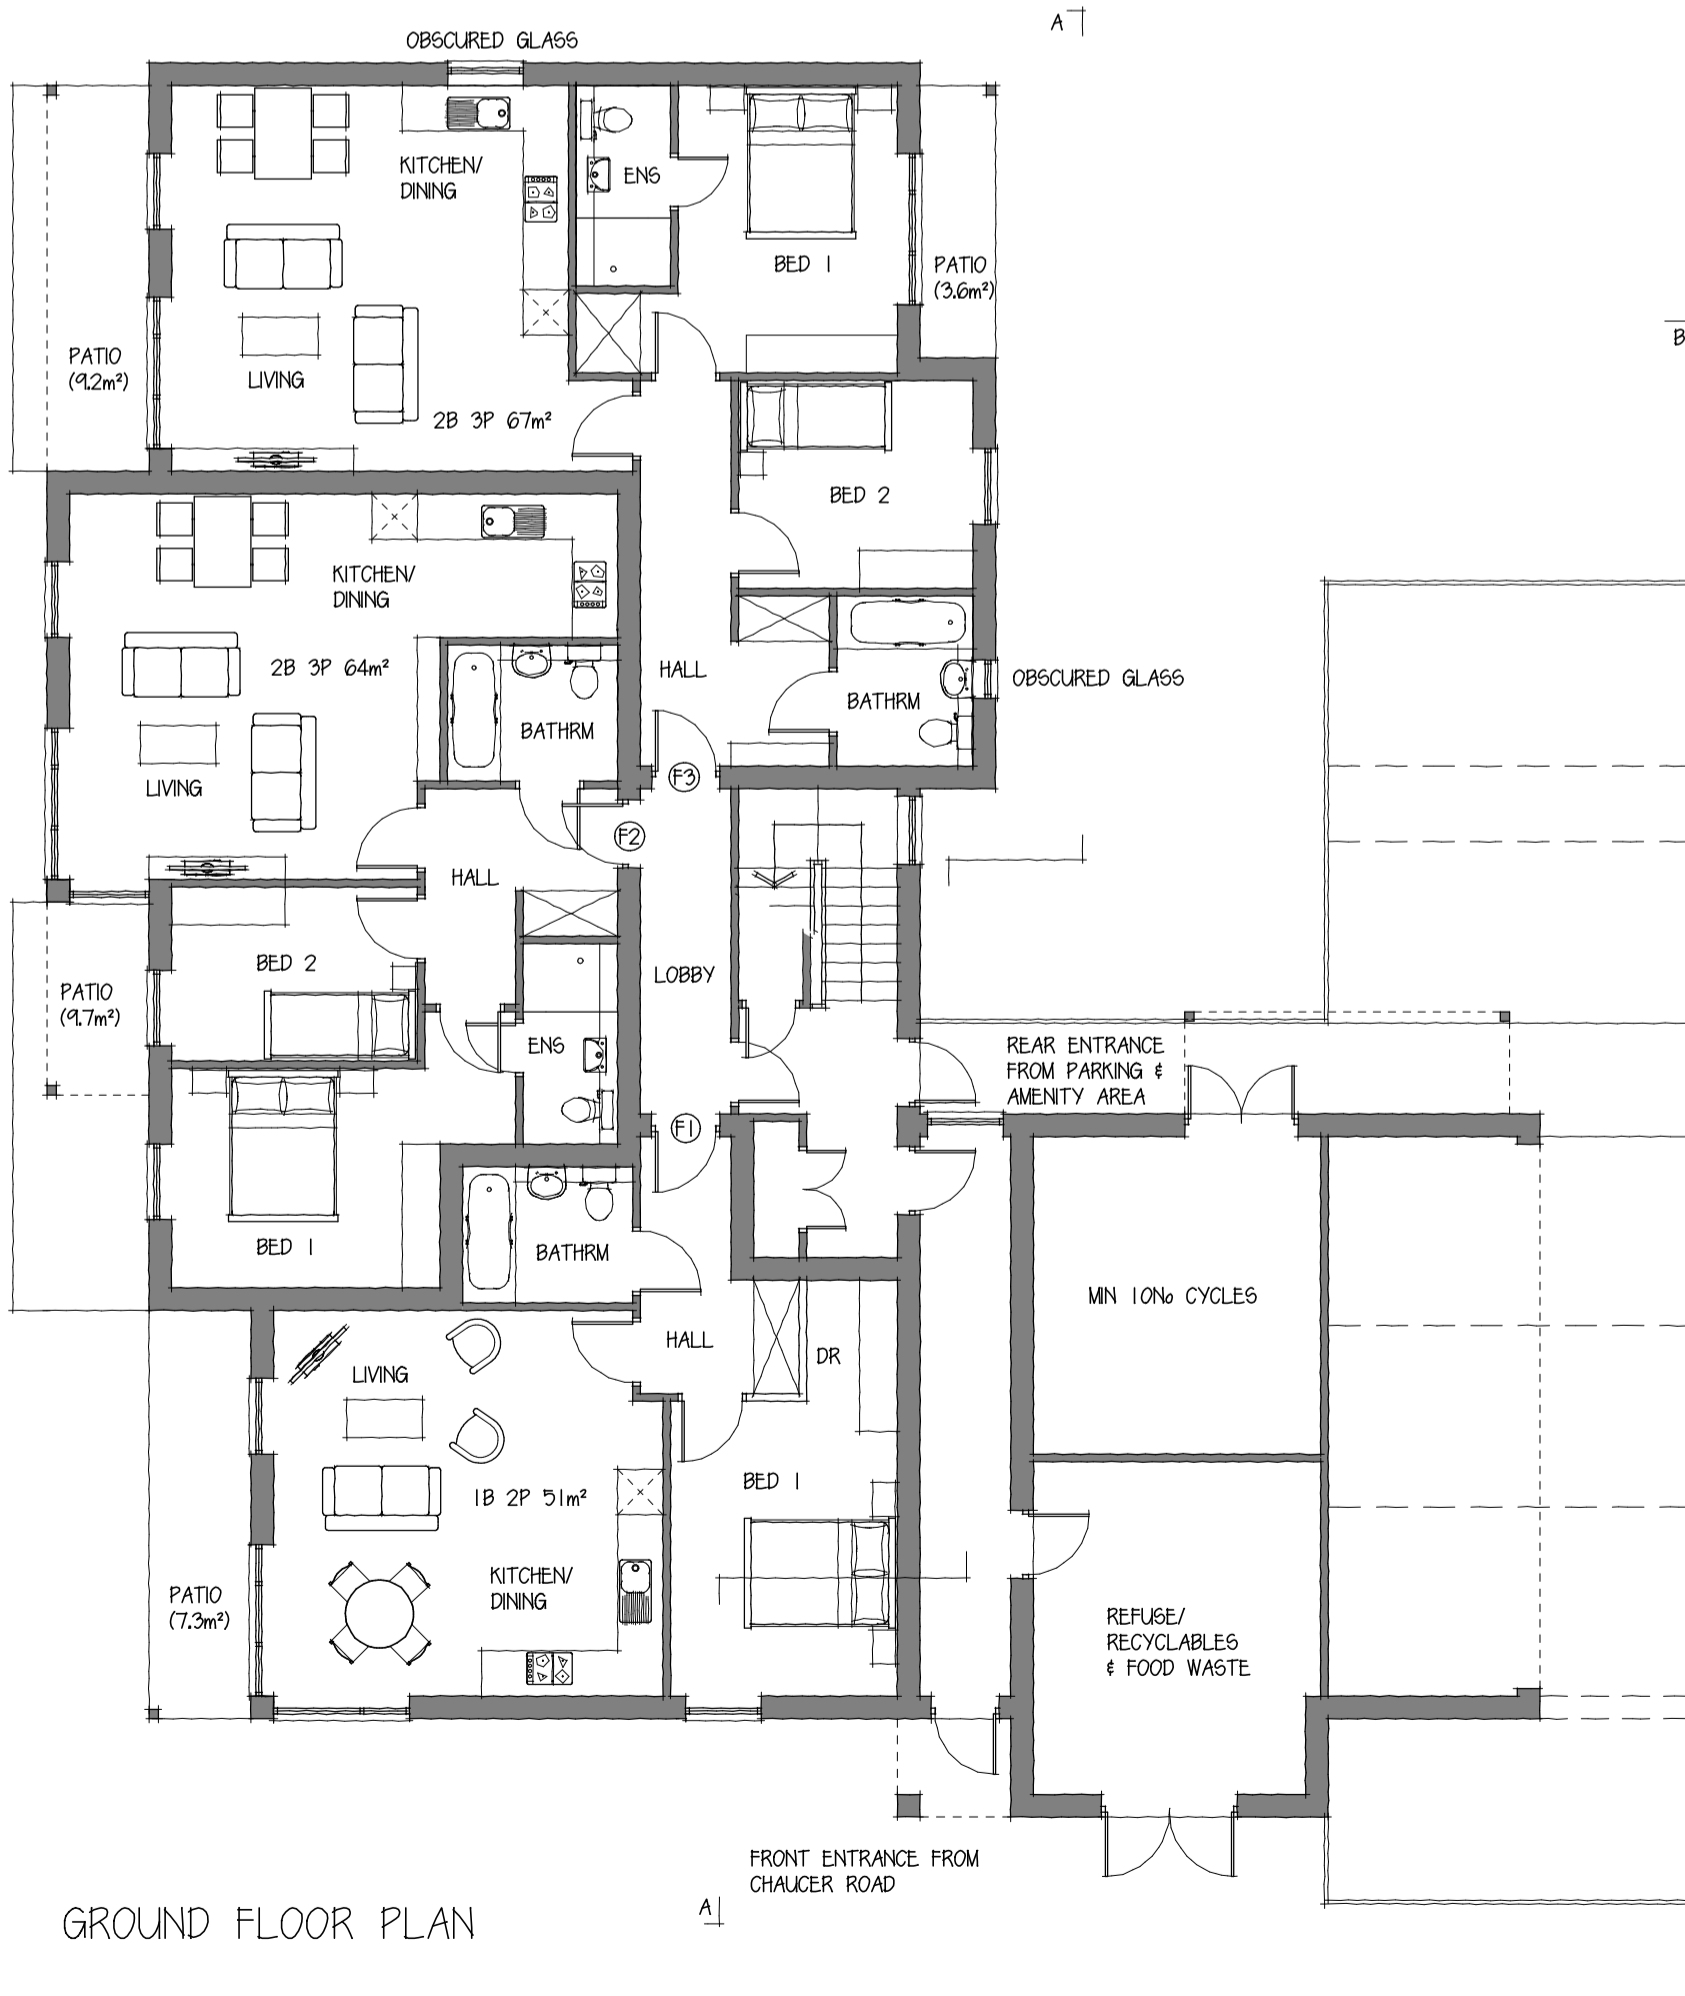 A
OBSCURED GLASS
KITCHEN/
DINING
ENS
BED 1
PATIO
(3.6m²)
B
PATIO
(9.2m²)
LIVING
2B 3P 67m²
BED 2
KITCHEN/
DINING
2B 3P 64m²
HALL
OBSCURED GLASS
BATHRM
BATHRM
LIVING
F3
F2
HALL
BED 2
LOBBY
PATIO
(9.7m²)
ENS
REAR ENTRANCE
FROM PARKING &
AMENITY AREA
F1
BED 1
BATHRM
MIN 10No CYCLES
HALL
DR
LIVING
BED 1
1B 2P 51m²
KITCHEN/
DINING
PATIO
(7.3m²)
REFUSE/
RECYCLABLES
& FOOD WASTE
FRONT ENTRANCE FROM
CHAUCER ROAD
A
GROUND FLOOR PLAN